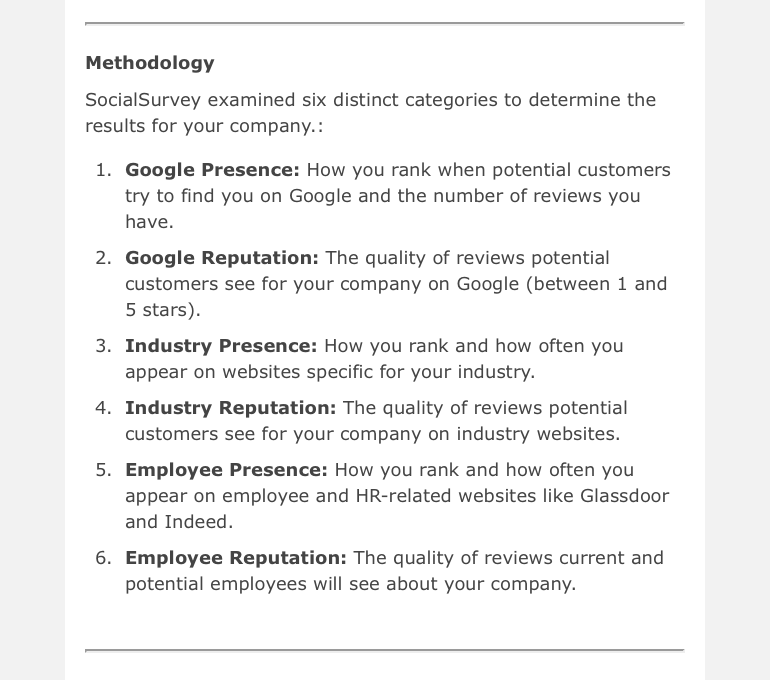 Methodology
SocialSurvey examined six distinct categories to determine the
results for your company.:
1. Google Presence: How you rank when potential customers
try to find you on Google and the number of reviews you
have.
2. Google Reputation: The quality of reviews potential
customers see for your company on Google (between 1 and
5 stars).
3. Industry Presence: How you rank and how often you
appear on websites specific for your industry.
4. Industry Reputation: The quality of reviews potential
customers see for your company on industry websites.
5. Employee Presence: How you rank and how often you
appear on employee and HR-related websites like Glassdoor
and Indeed.
6. Employee Reputation: The quality of reviews current and
potential employees will see about your company.